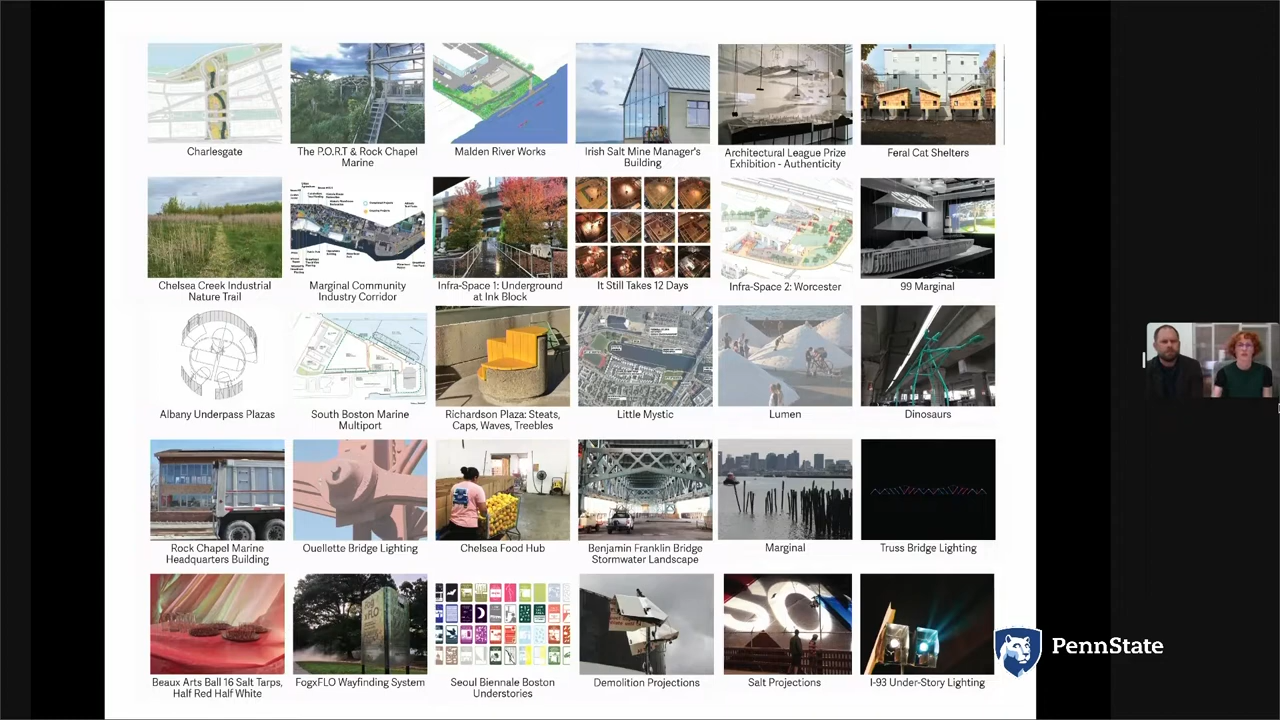 Charlesgate
The P.O.R.T & Rock Chapel
Marine
Malden River Works
Irish Salt Mine Manager's
Building
Architectural League Prize
Exhibition - Authenticity
Feral Cat Shelters
Chelsea Creek Industrial
Nature Trail
Marginal Community
Industry Corridor
Infra-Space 1: Underground
at Ink Block
It Still Takes 12 Days
Infra-Space 2: Worcester
99 Marginal
Albany Underpass Plazas
South Boston Marine
Multiport
Richardson Plaza: Steats,
Caps, Waves, Treebles
Little Mystic
Lumen
Dinosaurs
Rock Chapel Marine
Headquarters Building
Ouellette Bridge Lighting
Chelsea Food Hub
Benjamin Franklin Bridge
Stormwater Landscape
Marginal
Truss Bridge Lighting
Beaux Arts Ball 16 Salt Tarps,
Half Red Half White
FogxFLO Wayfinding System
Seoul Biennale Boston
Understories
Demolition Projections
Salt Projections
I-93 Under-Story Lighting
PennState